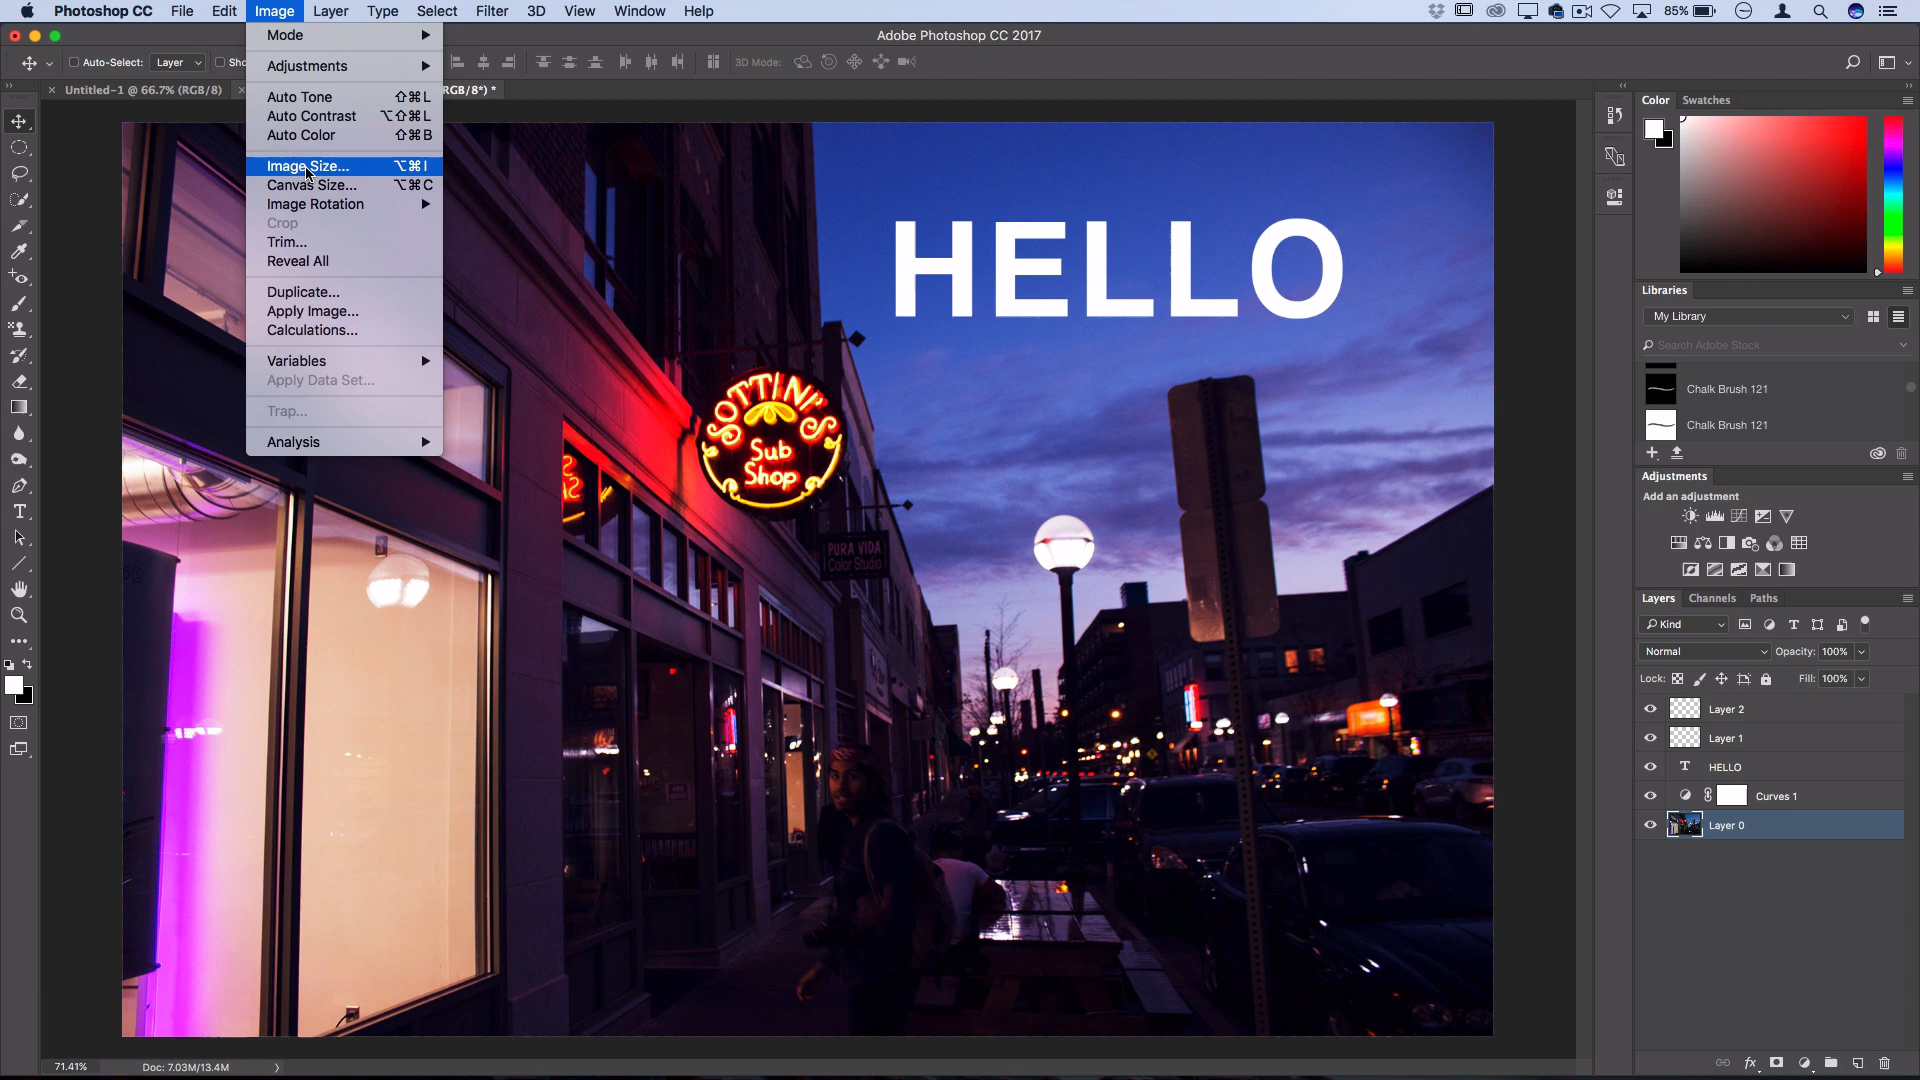 Photoshop CC File Edit Image Layer Type Select Filter 3D View Window Help
85%
Adobe Photoshop CC 2017
Auto-Select: Layer Sho
3D Mode:
Untitled-1 @ 66.7% (RGB/8)
RGB/8*) *
Mode
Adjustments
Auto Tone ⇧⌘L
Auto Contrast ⌥⇧⌘L
Auto Color ⇧⌘B
Image Size... ⌥⌘I
Canvas Size... ⌥⌘C
Image Rotation
Crop
Trim...
Reveal All
Duplicate...
Apply Image...
Calculations...
Variables
Apply Data Set...
Trap...
Analysis
HELLO
SOTTINI'S
Sub
Shop
PURA VIDA
Color Studio
71.41% Doc: 7.03M/13.4M
Color Swatches
Libraries
My Library
Search Adobe Stock
Chalk Brush 121
Chalk Brush 121
Adjustments
Add an adjustment
Layers Channels Paths
Kind
Normal Opacity: 100%
Lock: Fill: 100%
Layer 2
Layer 1
T HELLO
Curves 1
Layer 0
fx